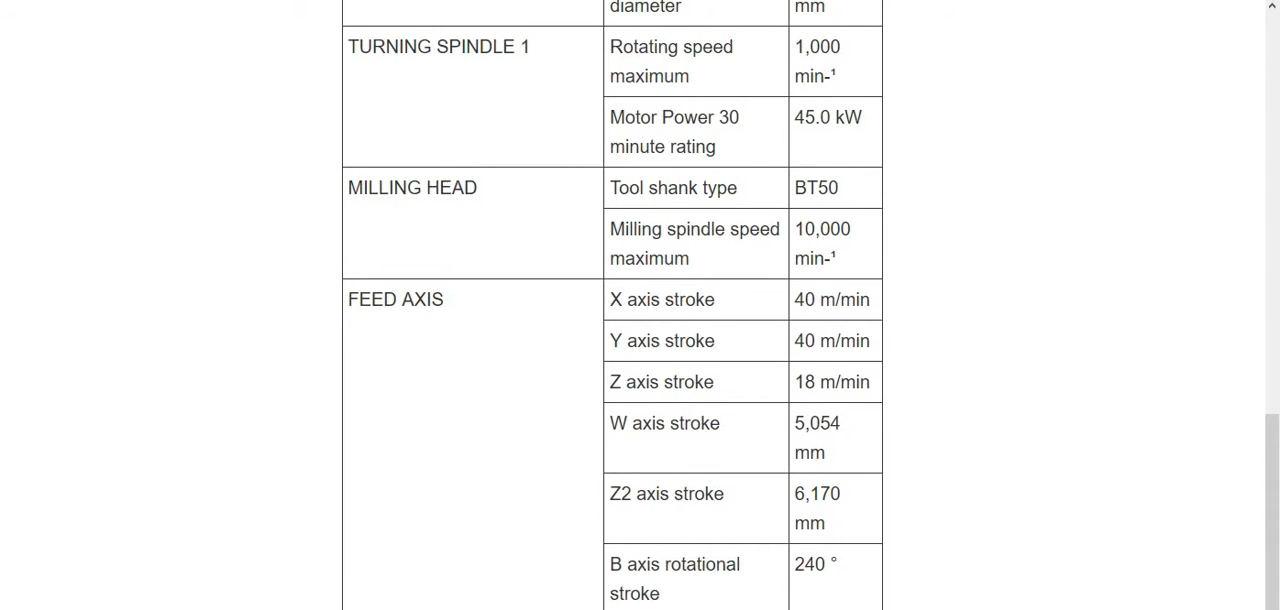 diameter mm
TURNING SPINDLE 1 Rotating speed 1,000
maximum min-¹
Motor Power 30 45.0 kW
minute rating
MILLING HEAD Tool shank type BT50
Milling spindle speed 10,000
maximum min-¹
FEED AXIS X axis stroke 40 m/min
Y axis stroke 40 m/min
Z axis stroke 18 m/min
W axis stroke 5,054
mm
Z2 axis stroke 6,170
mm
B axis rotational 240 °
stroke